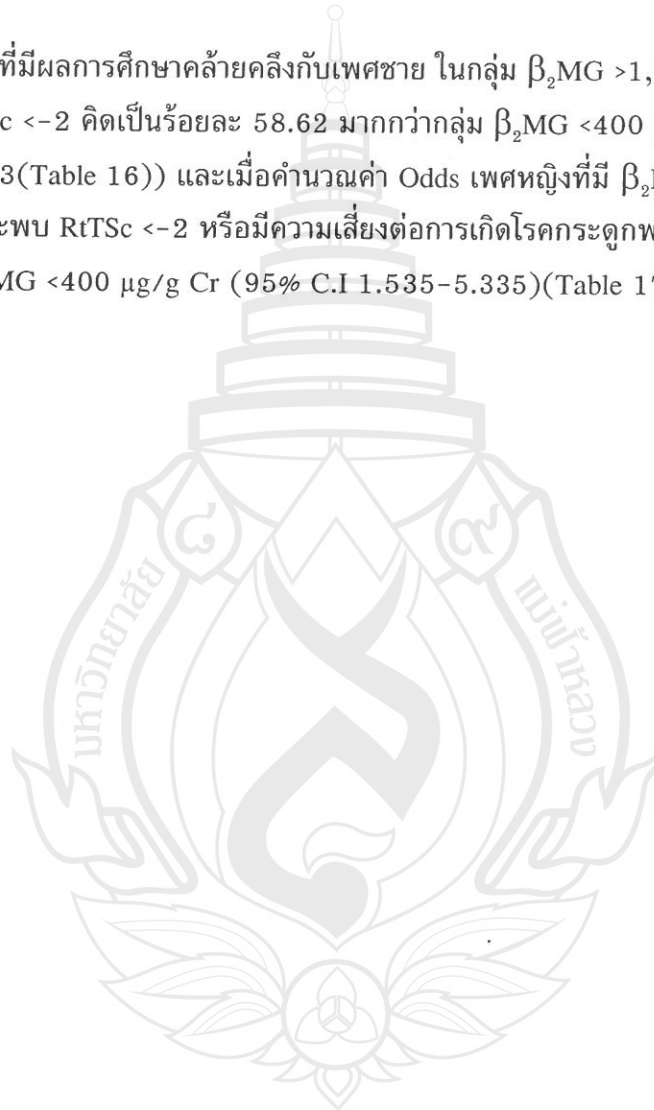 ที่มีผลการศึกษาคล้ายคลึงกับเพศชาย ในกลุ่ม β₂MG >1,
c <-2 คิดเป็นร้อยละ 58.62 มากกว่ากลุ่ม β₂MG <400
3(Table 16)) และเมื่อคำนวณค่า Odds เพศหญิงที่มี β₂
ะพบ RtTSc <-2 หรือมีความเสี่ยงต่อการเกิดโรคกระดูกพ
MG <400 µg/g Cr (95% C.I 1.535-5.335)(Table 1
๘ ๙
มหาวิทยาลัย แม่ฟ้าหลวง